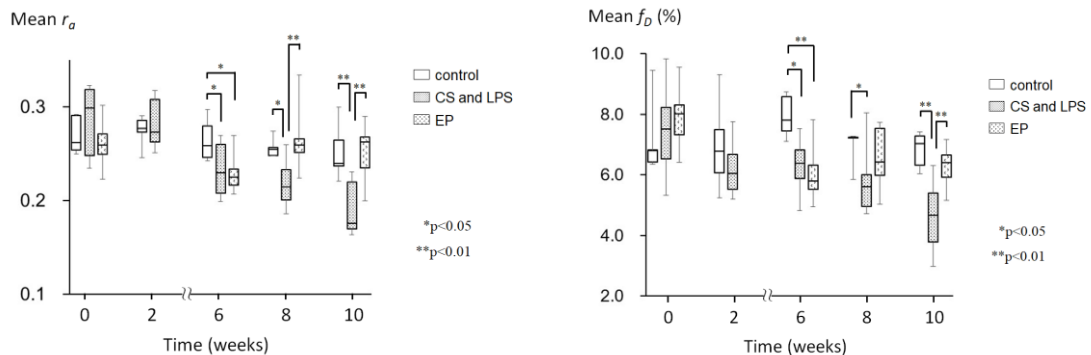 Mean rₐ
0.3
0.2
0.1
* * * ** ** **
0 2 6 8 10
Time (weeks)
control
CS and LPS
EP
*p<0.05
**p<0.01
Mean f_D (%)
10.0
8.0
6.0
4.0
2.0
* ** * ** **
0 2 6 8 10
Time (weeks)
control
CS and LPS
EP
*p<0.05
**p<0.01